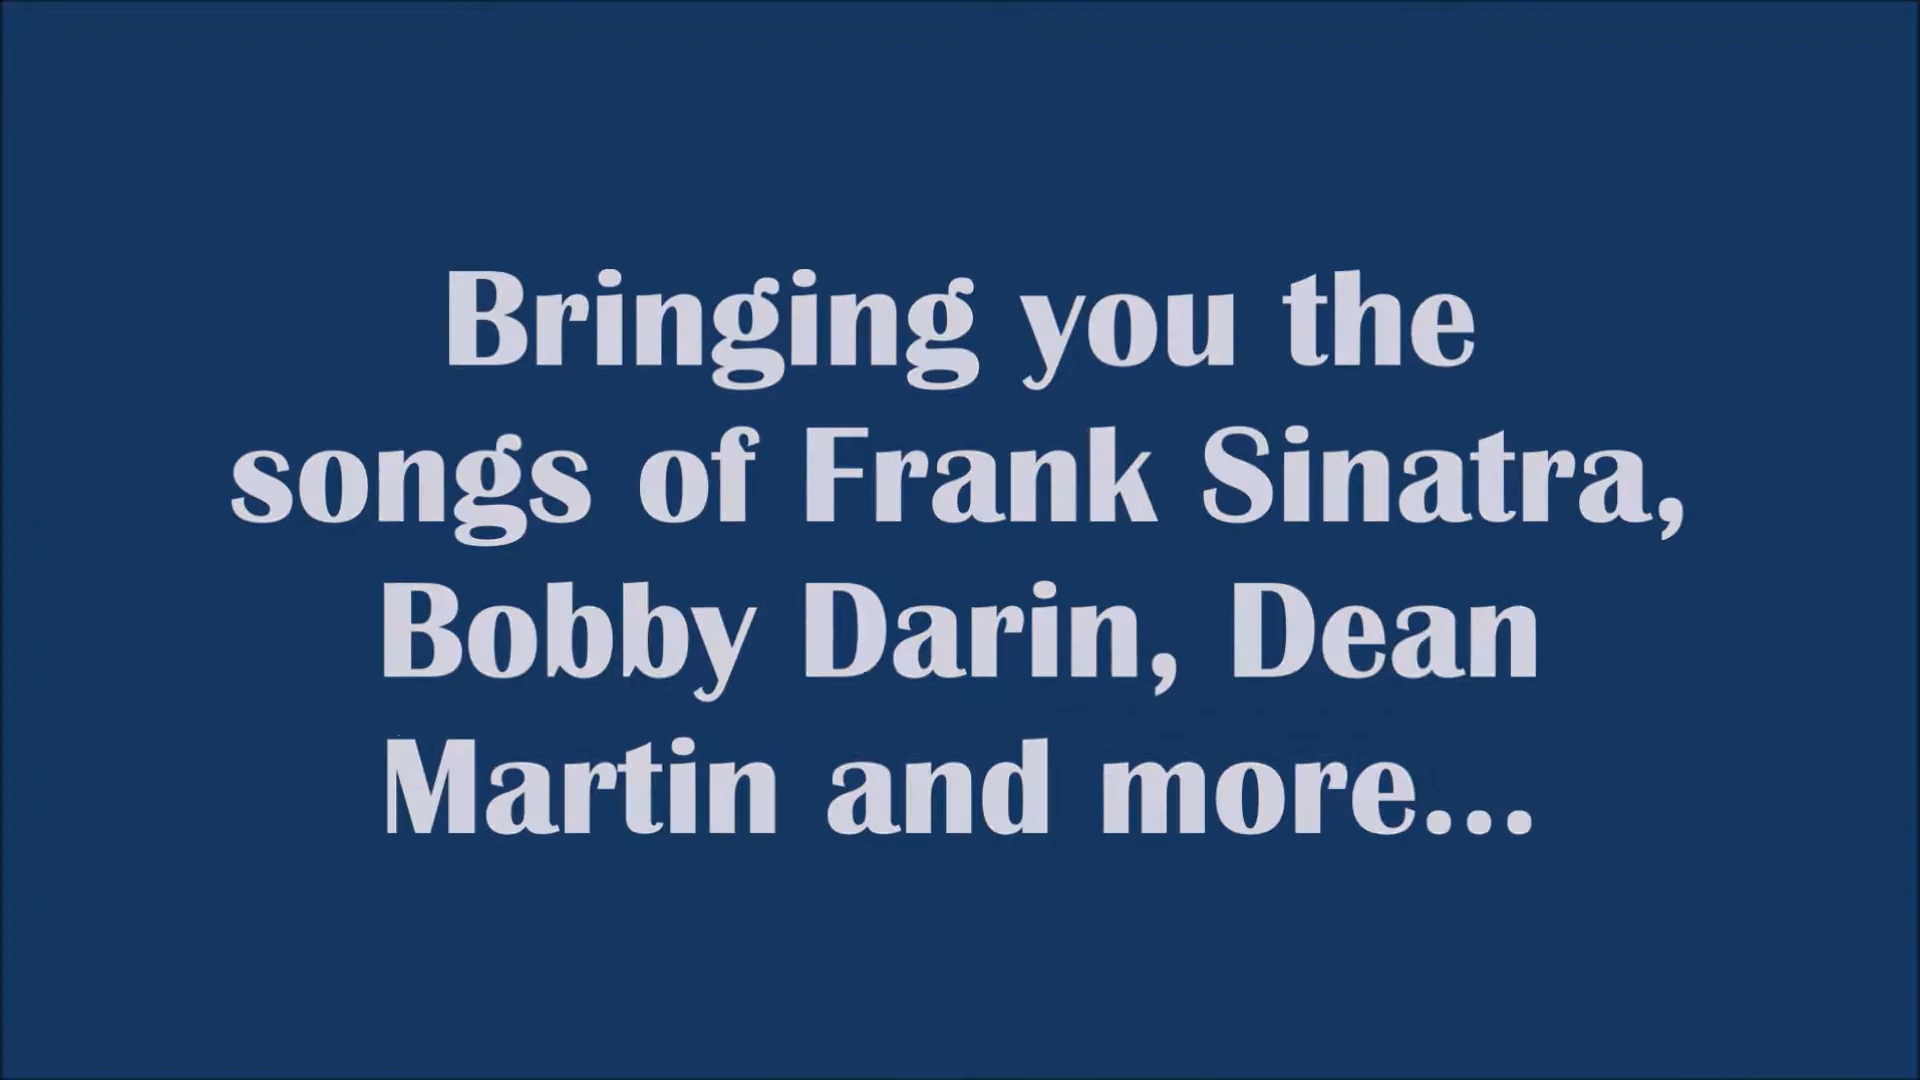 Bringing you the
songs of Frank Sinatra,
Bobby Darin, Dean
Martin and more...